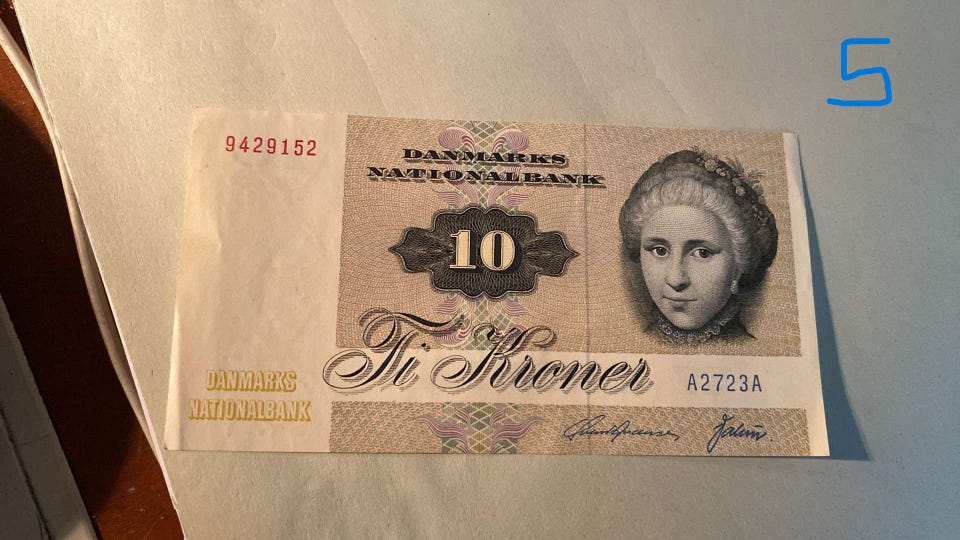 5
9429152
DANMARKS
NATIONALBANK
10
Ti Kroner
A2723A
DANMARKS
NATIONALBANK